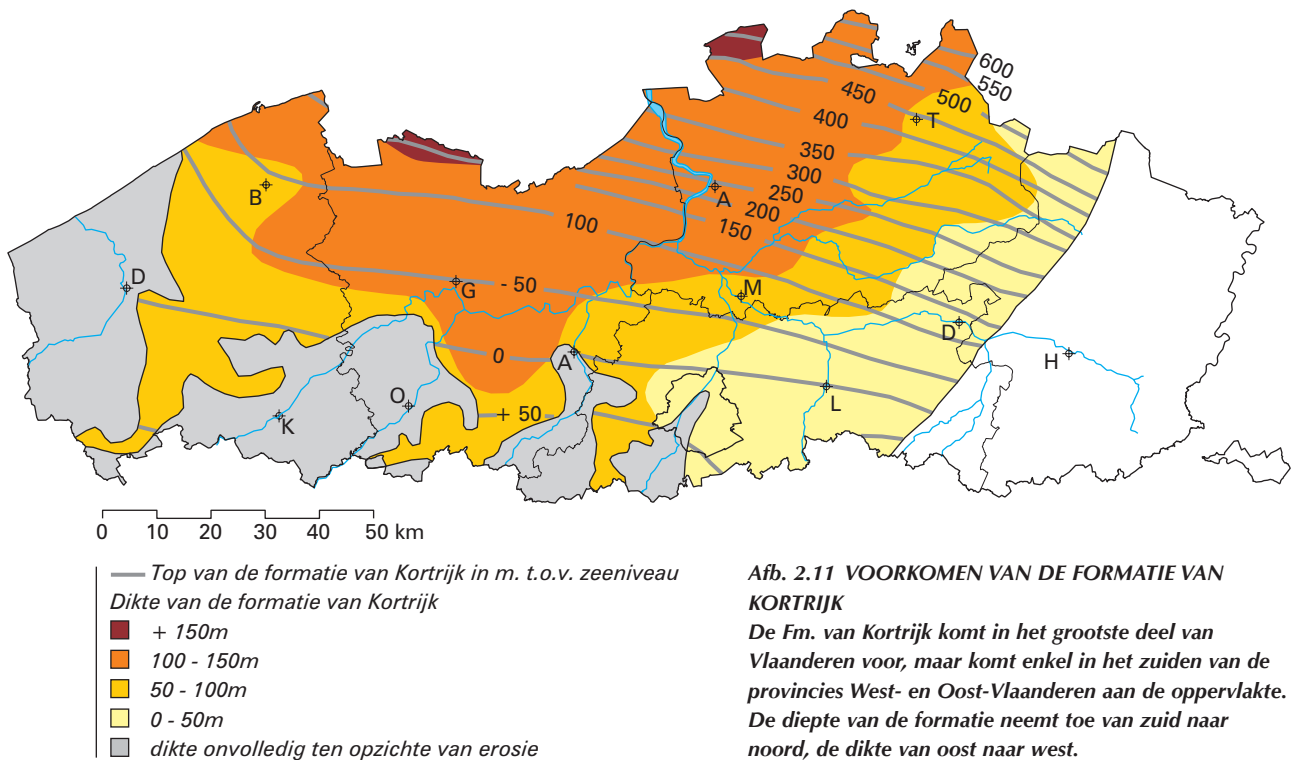 M
600
550
500
450
T
400
350
300
A
250
B
200
150
100
D
G
- 50
M
D
0
A
H
O
L
+ 50
K
0 10 20 30 40 50 km
Top van de formatie van Kortrijk in m. t.o.v. zeeniveau
Dikte van de formatie van Kortrijk
+ 150m
100 - 150m
50 - 100m
0 - 50m
dikte onvolledig ten opzichte van erosie
Afb. 2.11 VOORKOMEN VAN DE FORMATIE VAN
KORTRIJK
De Fm. van Kortrijk komt in het grootste deel van
Vlaanderen voor, maar komt enkel in het zuiden van de
provincies West- en Oost-Vlaanderen aan de oppervlakte.
De diepte van de formatie neemt toe van zuid naar
noord, de dikte van oost naar west.